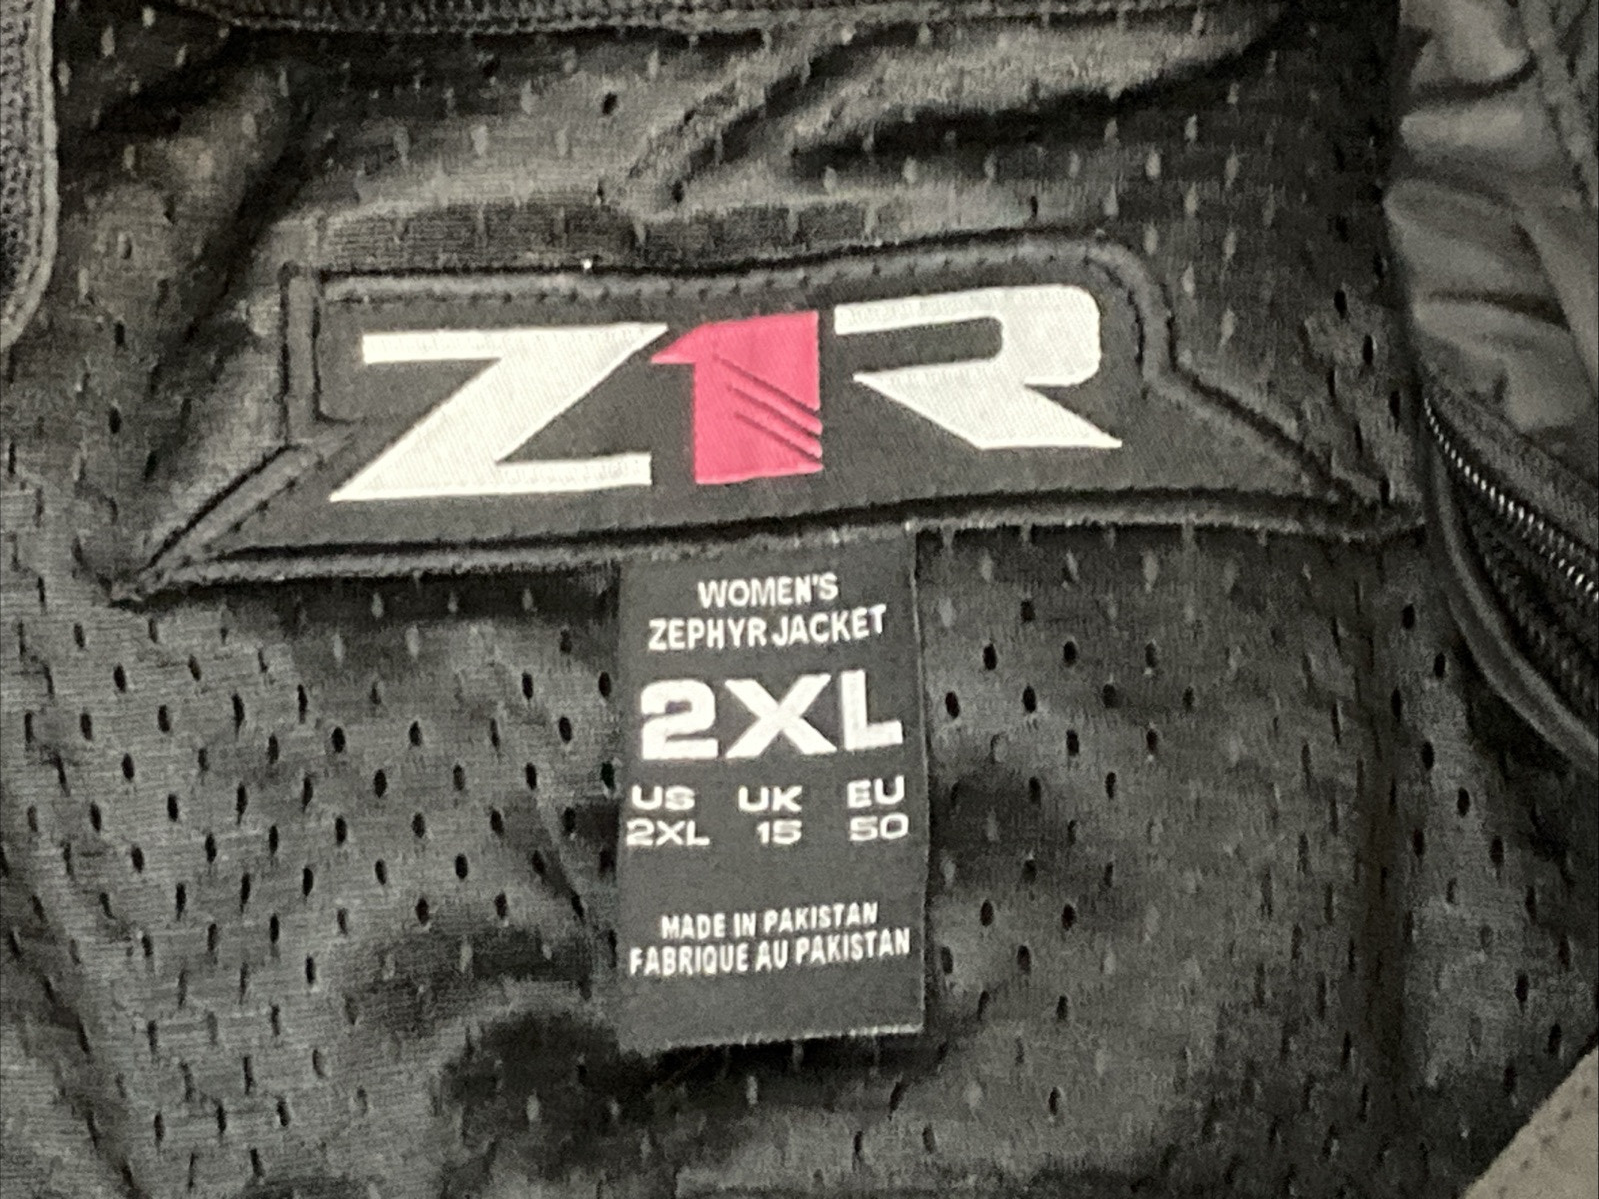 Z1R
WOMEN'S
ZEPHYR JACKET
2XL
US UK EU
2XL 15 50
MADE IN PAKISTAN
FABRIQUE AU PAKISTAN